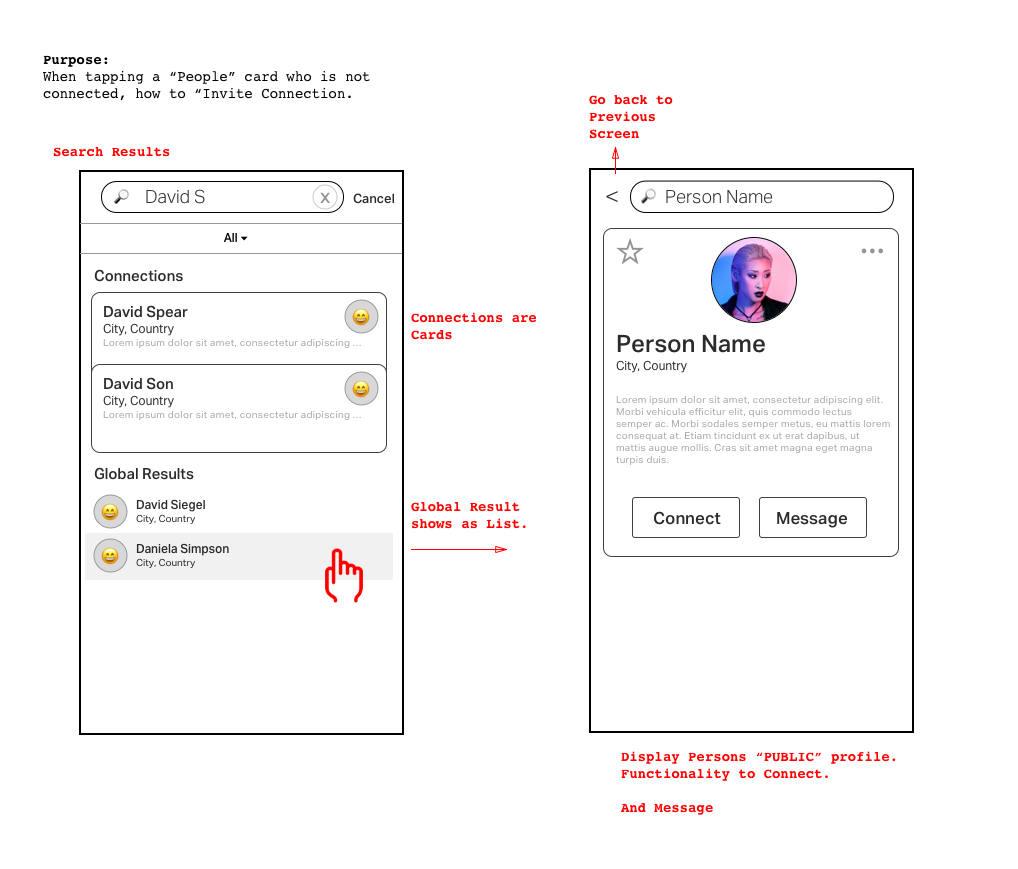 Purpose:
When tapping a “People” card who is not
connected, how to “Invite Connection.
Search Results
David S
X
Cancel
All
Connections
David Spear
City, Country
Lorem ipsum dolor sit amet, consectetur adipiscing ...
David Son
City, Country
Lorem ipsum dolor sit amet, consectetur adipiscing ...
Global Results
David Siegel
City, Country
Daniela Simpson
City, Country
Connections are
Cards
Global Result
shows as List.
Go back to
Previous
Screen
<
Person Name
Person Name
City, Country
Lorem ipsum dolor sit amet, consectetur adipiscing elit.
Morbi vehicula efficitur elit, quis commodo lectus
semper ac. Morbi sodales semper metus, eu mattis lorem
consequat at. Etiam tincidunt ex ut erat dapibus, ut
mattis augue mollis. Cras sit amet magna eget magna
turpis duis.
Connect
Message
Display Persons “PUBLIC” profile.
Functionality to Connect.
And Message